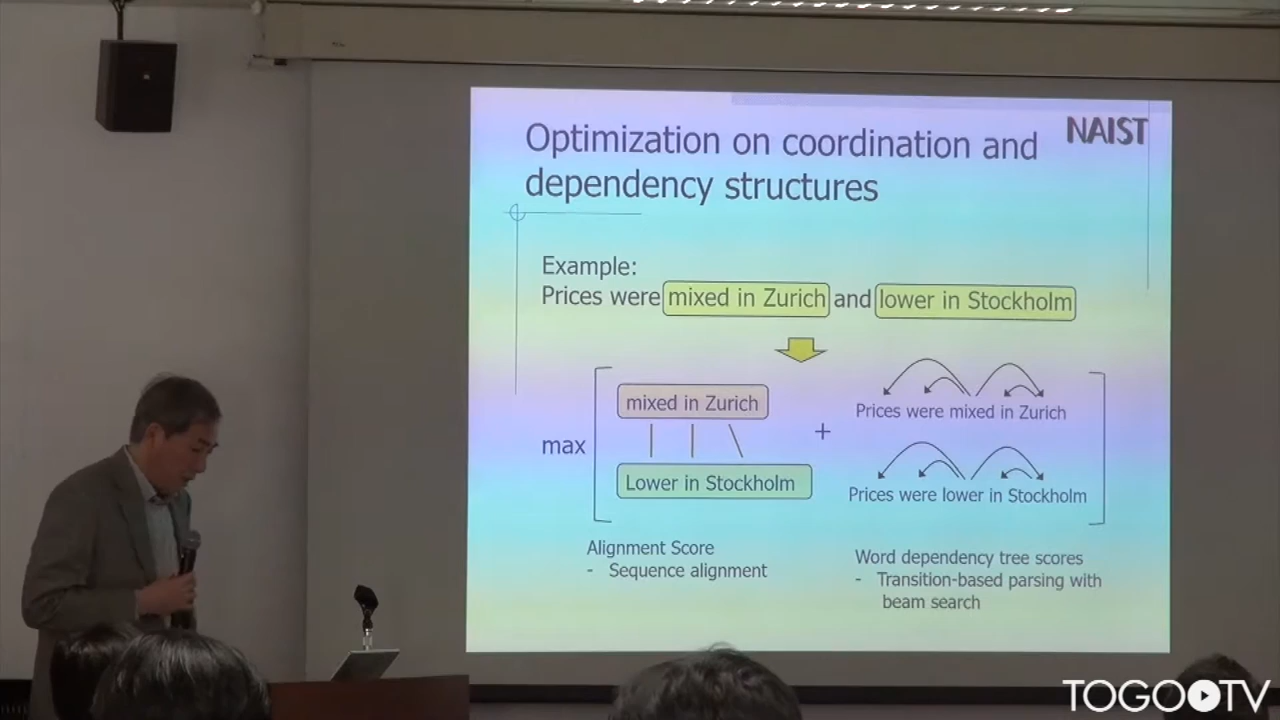 NAIST
Optimization on coordination and
dependency structures
Example:
Prices were mixed in Zurich and lower in Stockholm
max
mixed in Zurich
Lower in Stockholm
+
Prices were mixed in Zurich
Prices were lower in Stockholm
Alignment Score
- Sequence alignment
Word dependency tree scores
- Transition-based parsing with
beam search
TOGO TV